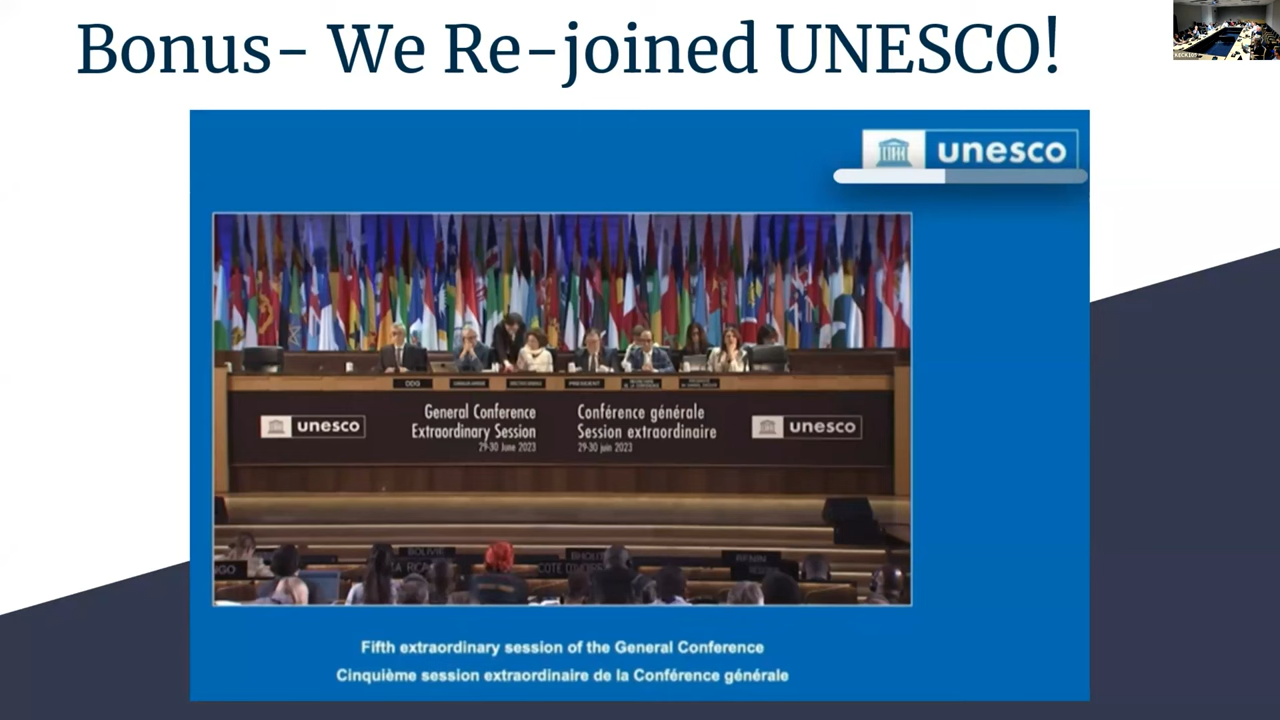 Bonus- We Re-joined UNESCO!
KECK101
unesco
DDG
PRESIDENT
General Conference
Extraordinary Session
29-30 June 2023
Conférence générale
Session extraordinaire
29-30 juin 2023
unesco
unesco
BOLIVIE
BENIN
COTE D'IVOIRE
Fifth extraordinary session of the General Conference
Cinquième session extraordinaire de la Conférence générale